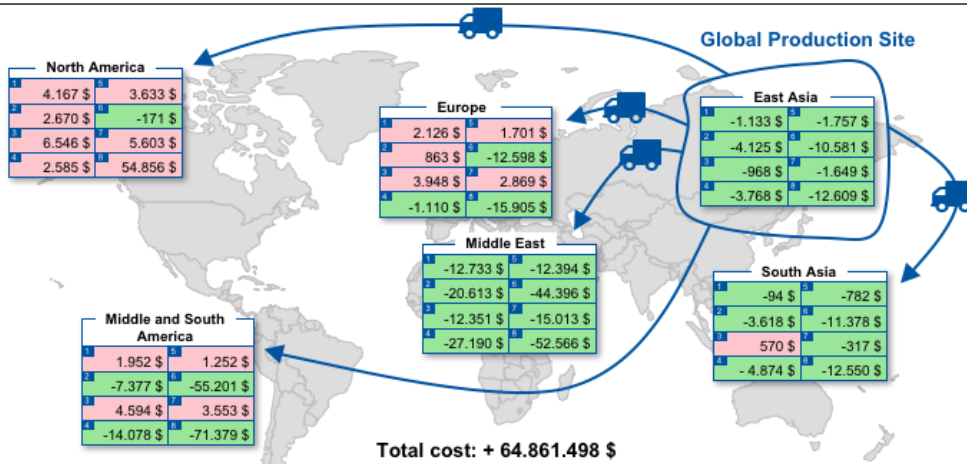 Global Production Site
North America
1 4.167 $ 5 3.633 $
2 2.670 $ 6 -171 $
3 6.546 $ 7 5.603 $
4 2.585 $ 8 54.856 $
Europe
1 2.126 $ 5 1.701 $
2 863 $ 6 -12.598 $
3 3.948 $ 7 2.869 $
4 -1.110 $ 8 -15.905 $
East Asia
1 -1.133 $ 5 -1.757 $
2 -4.125 $ 6 -10.581 $
3 -968 $ 7 -1.649 $
4 -3.768 $ 8 -12.609 $
Middle East
1 -12.733 $ 5 -12.394 $
2 -20.613 $ 6 -44.396 $
3 -12.351 $ 7 -15.013 $
4 -27.190 $ 8 -52.566 $
South Asia
1 -94 $ 5 -782 $
2 -3.618 $ 6 -11.378 $
3 570 $ 7 -317 $
4 - 4.874 $ 8 -12.550 $
Middle and South
America
1 1.952 $ 5 1.252 $
2 -7.377 $ 6 -55.201 $
3 4.594 $ 7 3.553 $
4 -14.078 $ 8 -71.379 $
Total cost: + 64.861.498 $